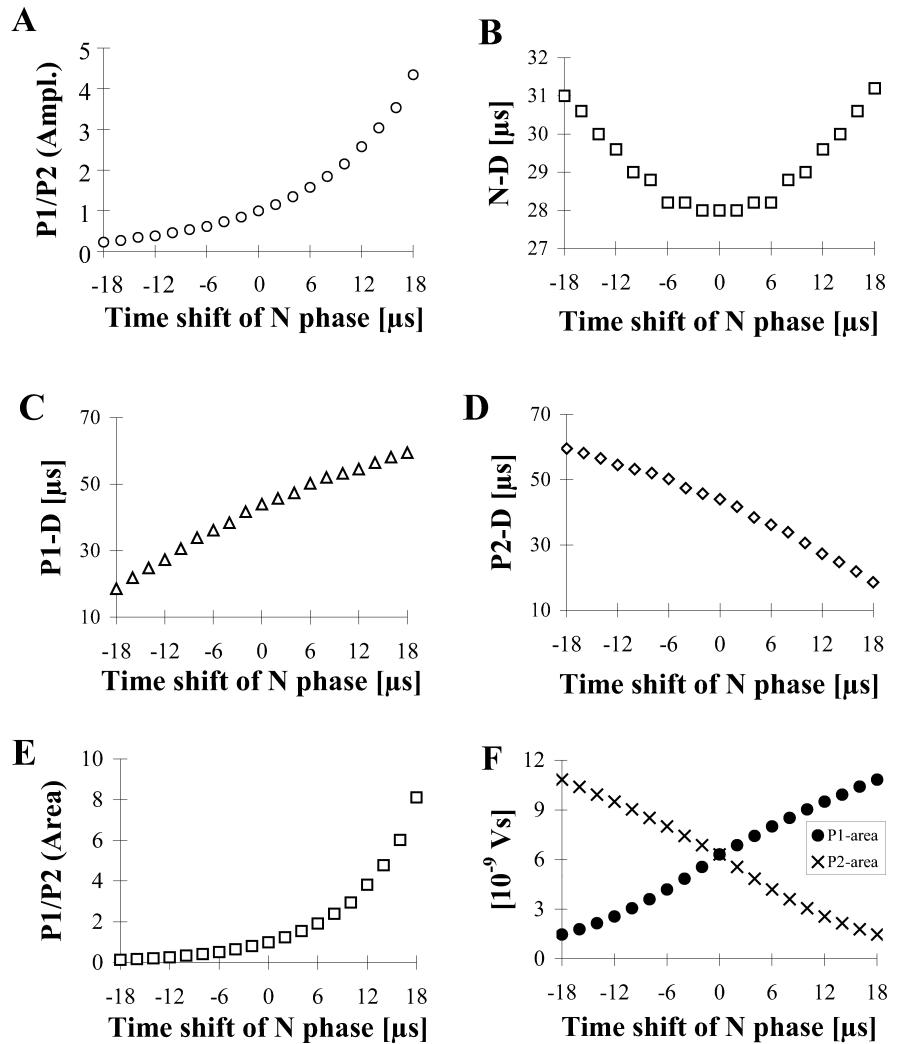 A
P1/P2 (Ampl.)
5
4
3
2
1
0
-18 -12 -6 0 6 12 18
Time shift of N phase [µs]
B
N-D [µs]
32
31
30
29
28
27
-18 -12 -6 0 6 12 18
Time shift of N phase [µs]
C
P1-D [µs]
70
50
30
10
-18 -12 -6 0 6 12 18
Time shift of N phase [µs]
D
P2-D [µs]
70
50
30
10
-18 -12 -6 0 6 12 18
Time shift of N phase [µs]
E
P1/P2 (Area)
10
8
6
4
2
0
-18 -12 -6 0 6 12 18
Time shift of N phase [µs]
F
[10⁻⁹ Vs]
12
9
6
3
0
P1-area
P2-area
-18 -12 -6 0 6 12 18
Time shift of N phase [µs]